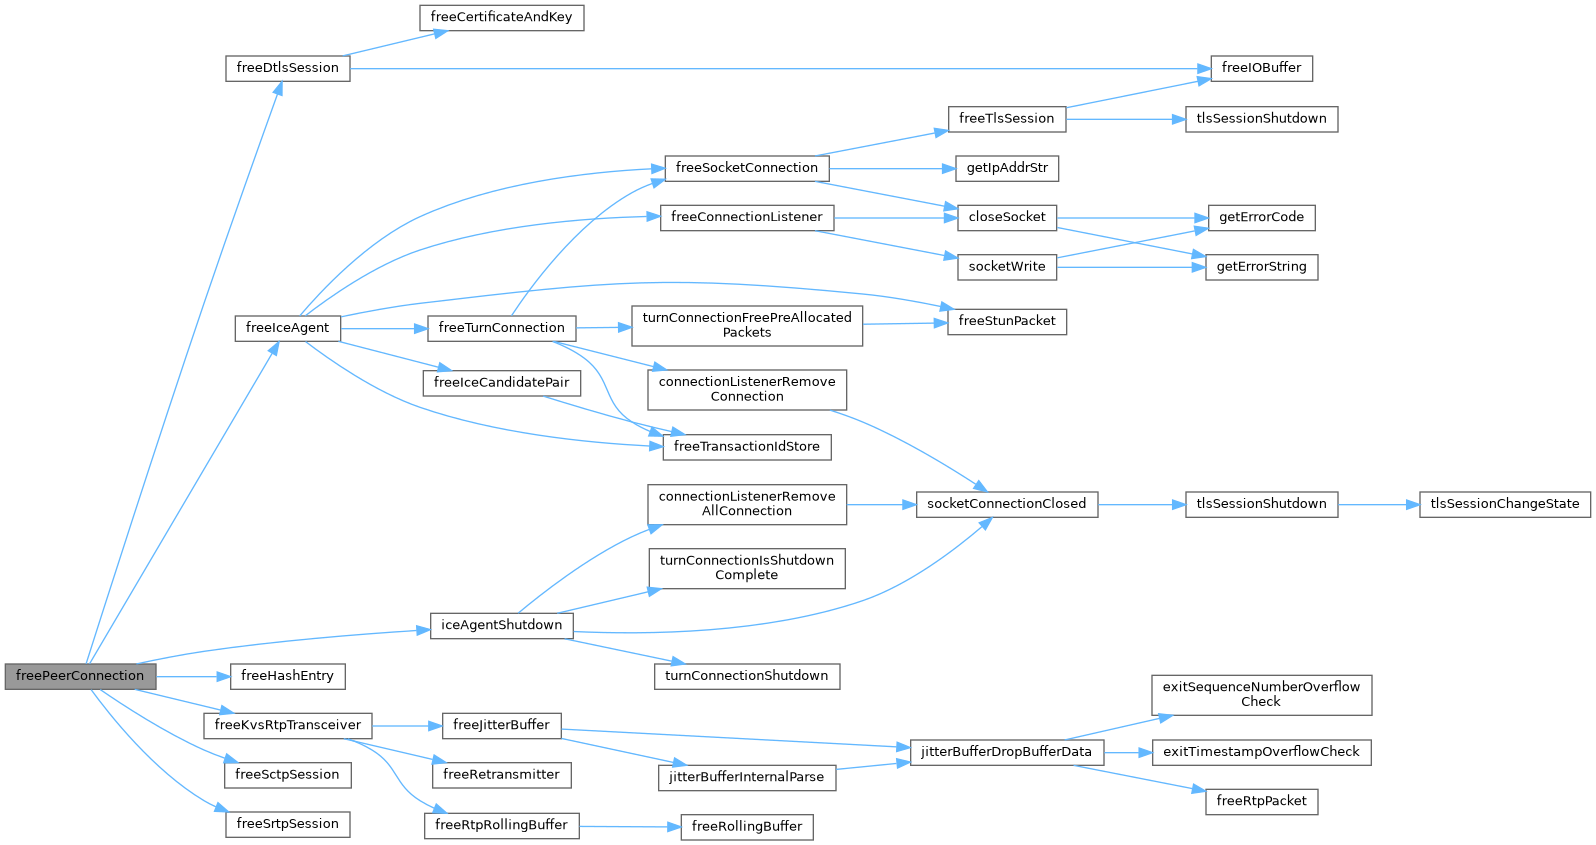 freeCertificateAndKey
freeDtlsSession
freeIOBuffer
freeTlsSession
tlsSessionShutdown
freeSocketConnection
getIpAddrStr
freeConnectionListener
closeSocket
getErrorCode
socketWrite
getErrorString
freeIceAgent
freeTurnConnection
turnConnectionFreePreAllocated
Packets
freeStunPacket
freeIceCandidatePair
connectionListenerRemove
Connection
freeTransactionIdStore
connectionListenerRemove
AllConnection
socketConnectionClosed
tlsSessionShutdown
tlsSessionChangeState
turnConnectionIsShutdown
Complete
iceAgentShutdown
freePeerConnection
freeHashEntry
turnConnectionShutdown
exitSequenceNumberOverflow
Check
freeKvsRtpTransceiver
freeJitterBuffer
jitterBufferDropBufferData
exitTimestampOverflowCheck
freeSctpSession
freeRetransmitter
jitterBufferInternalParse
freeRtpPacket
freeSrtpSession
freeRtpRollingBuffer
freeRollingBuffer